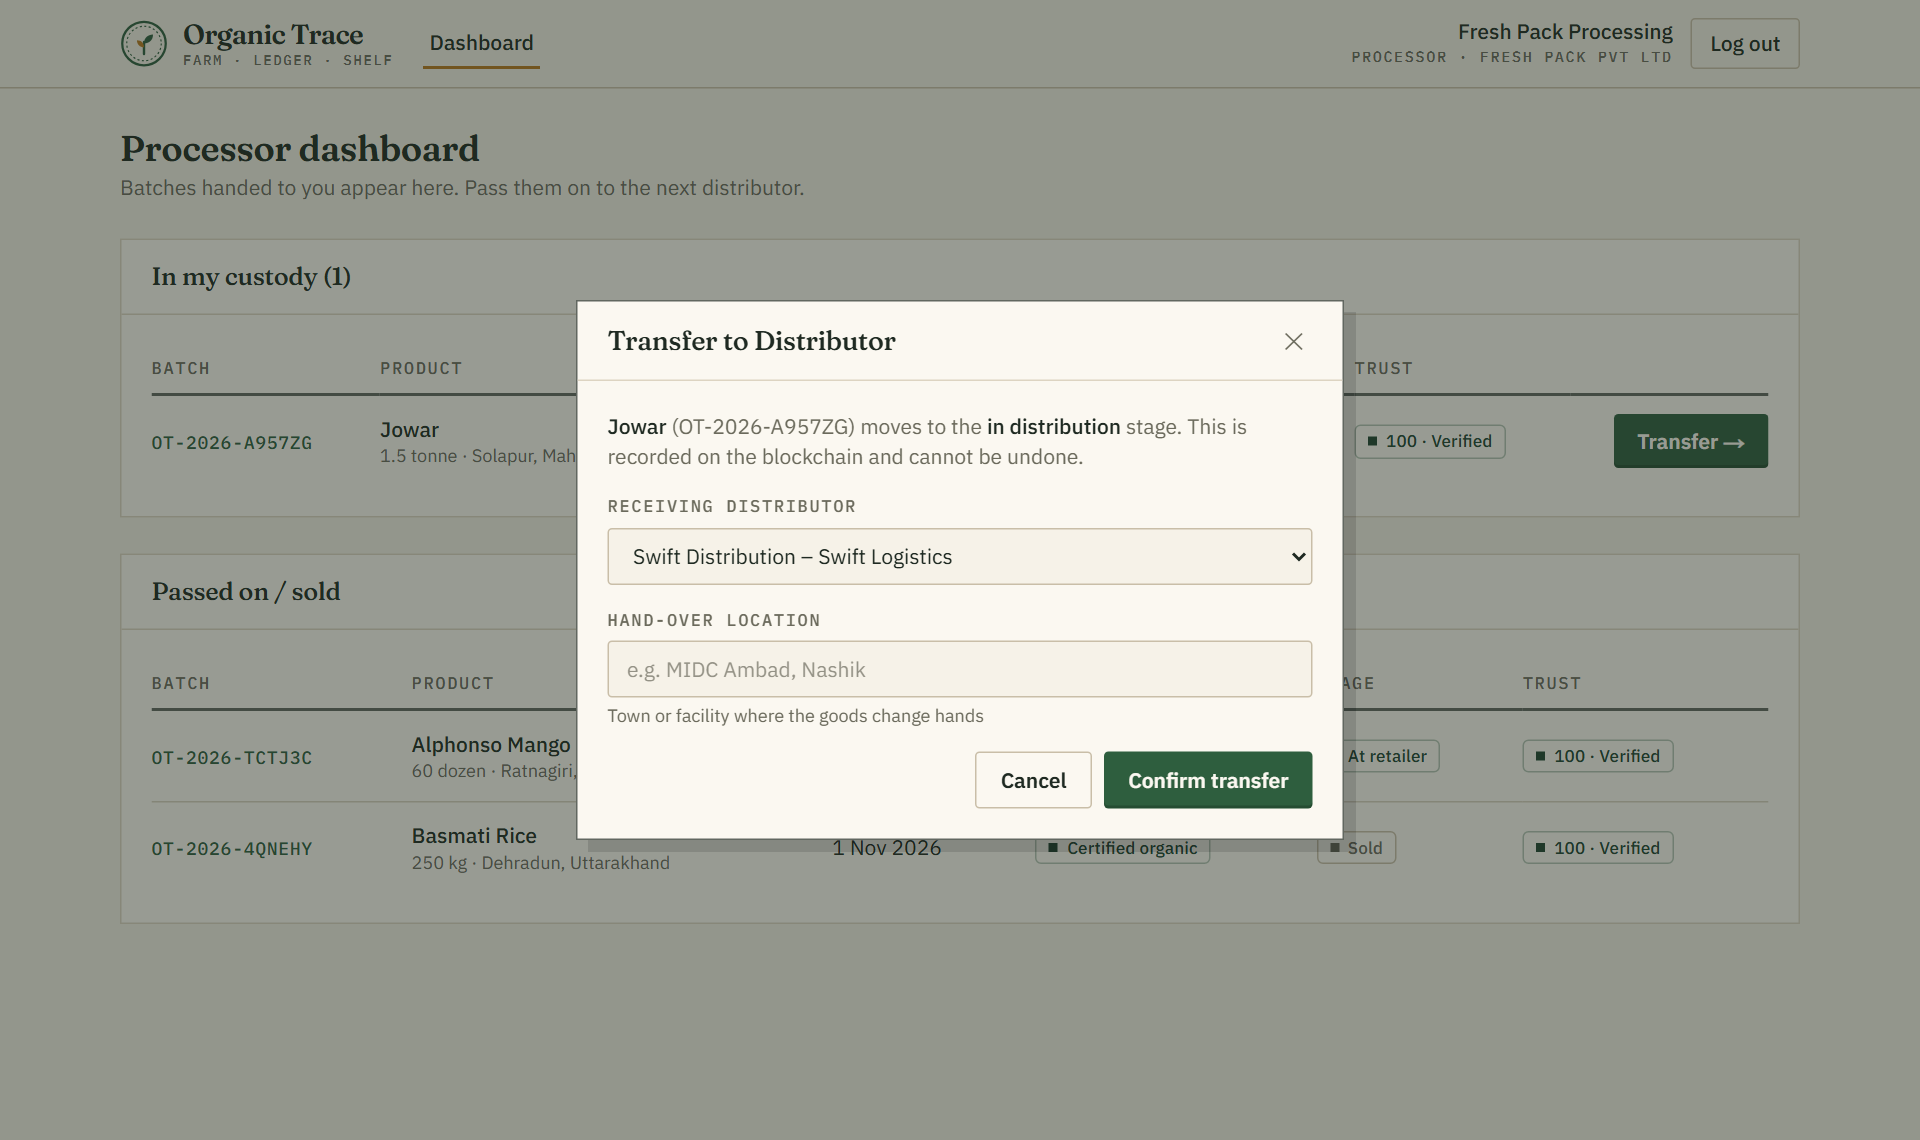 Organic Trace
FARM · LEDGER · SHELF
Dashboard
Fresh Pack Processing
PROCESSOR · FRESH PACK PVT LTD
Log out
Processor dashboard
Batches handed to you appear here. Pass them on to the next distributor.
In my custody (1)
BATCH PRODUCT TRUST
OT-2026-A957ZG Jowar 100 · Verified Transfer →
1.5 tonne · Solapur, Mah
Transfer to Distributor
Jowar (OT-2026-A957ZG) moves to the in distribution stage. This is
recorded on the blockchain and cannot be undone.
RECEIVING DISTRIBUTOR
Swift Distribution – Swift Logistics
HAND-OVER LOCATION
e.g. MIDC Ambad, Nashik
Town or facility where the goods change hands
Cancel
Confirm transfer
Passed on / sold
BATCH PRODUCT AGE TRUST
OT-2026-TCTJ3C Alphonso Mango At retailer 100 · Verified
60 dozen · Ratnagiri,
OT-2026-4QNEHY Basmati Rice 1 Nov 2026 Certified organic Sold 100 · Verified
250 kg · Dehradun, Uttarakhand